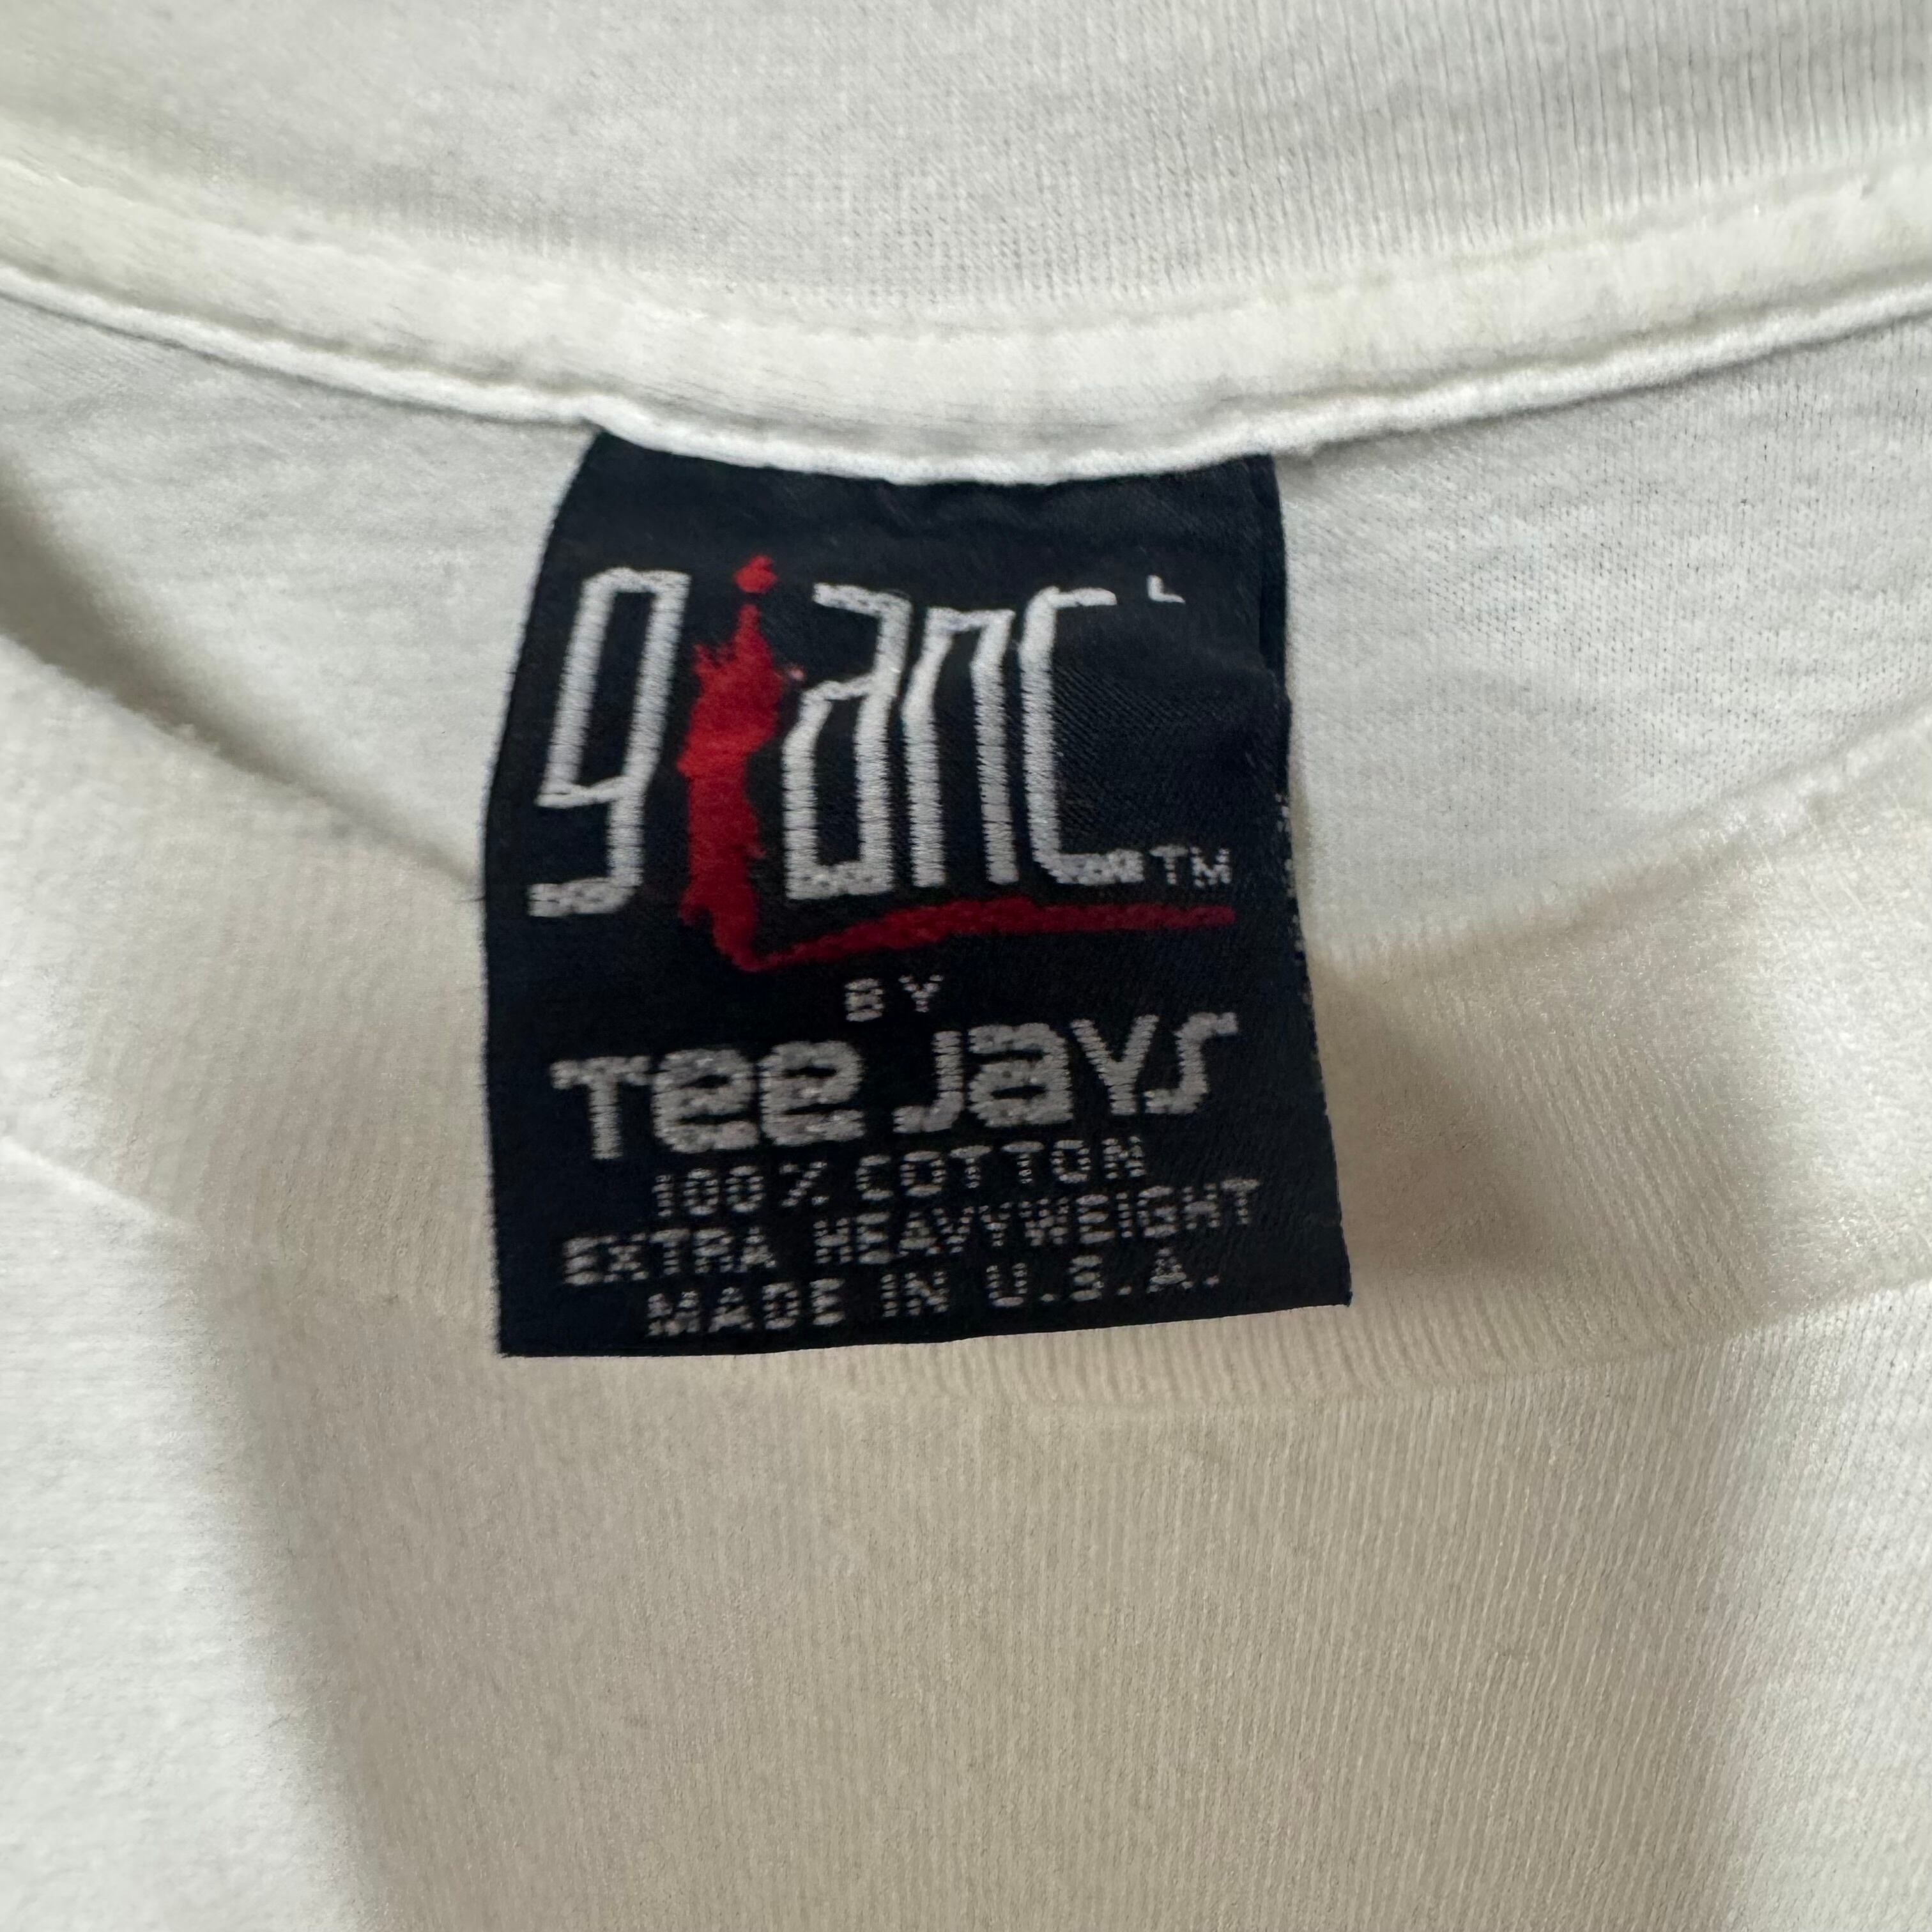 giant L
TM
BY
Tee Jays
100% COTTON
EXTRA HEAVYWEIGHT
MADE IN U.S.A.